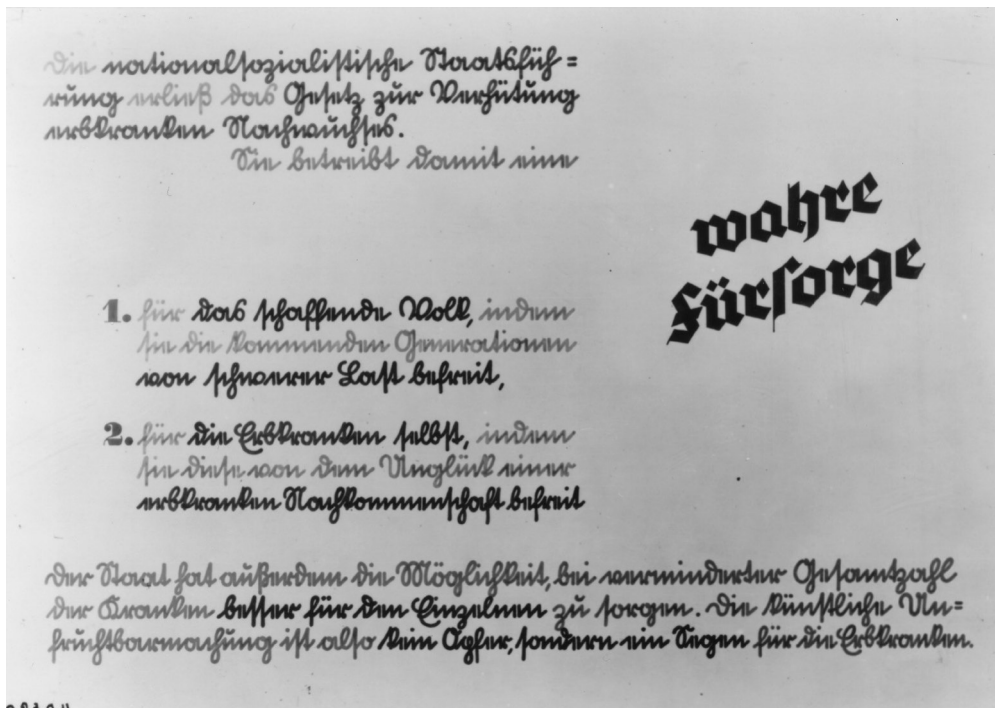 Die nationalsozialistische Staatsfüh=
rung erließ das Gesetz zur Verhütung
erbkranken Nachwuchses.
Sie betreibt damit eine
wahre
Fürsorge
1. für das schaffende Volk, indem
sie die kommenden Generationen
von schwerer Last befreit,
2. für die Erbkranken selbst, indem
sie diese von dem Unglück einer
erbkranken Nachkommenschaft befreit
Der Staat hat außerdem die Möglichkeit, bei verminderter Gesamtzahl
der Kranken besser für den Einzelnen zu sorgen. Die künstliche Un=
fruchtbarmachung ist also kein Opfer, sondern ein Segen für die Erbkranken.